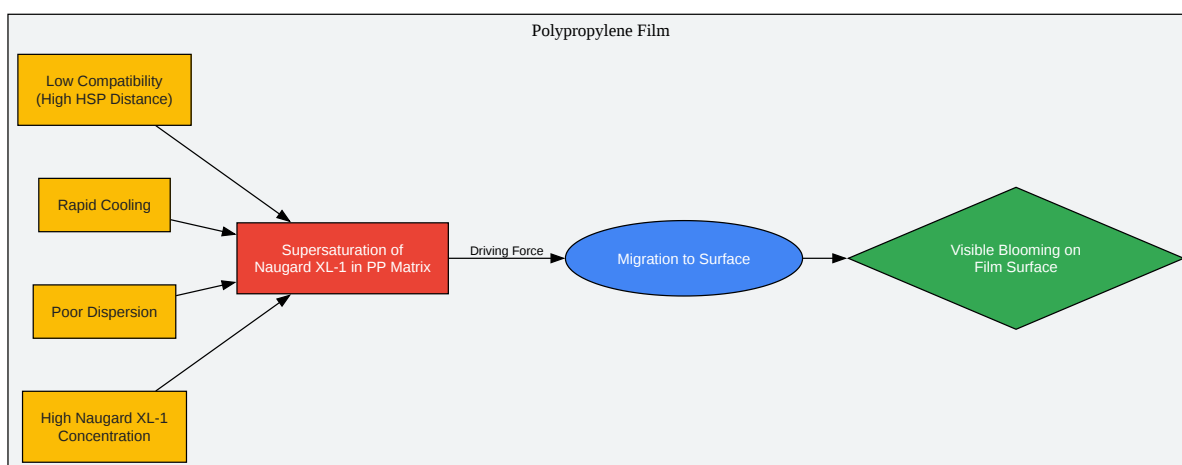 Polypropylene Film
Low Compatibility
(High HSP Distance)
Rapid Cooling
Poor Dispersion
High Naugard XL-1
Concentration
Supersaturation of
Naugard XL-1 in PP Matrix
Driving Force
Migration to Surface
Visible Blooming on
Film Surface